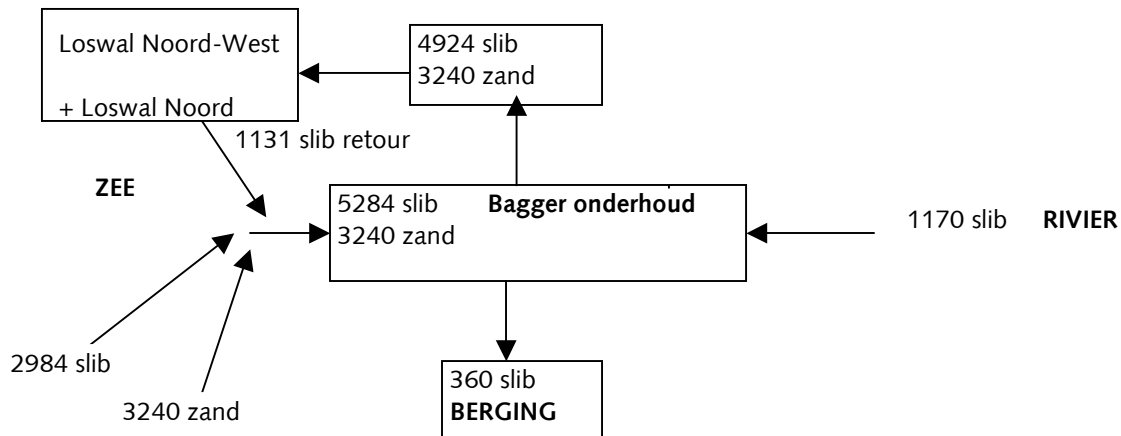 Loswal Noord-West
+ Loswal Noord
4924 slib
3240 zand
1131 slib retour
ZEE
5284 slib Bagger onderhoud
3240 zand
1170 slib RIVIER
2984 slib
3240 zand
360 slib
BERGING